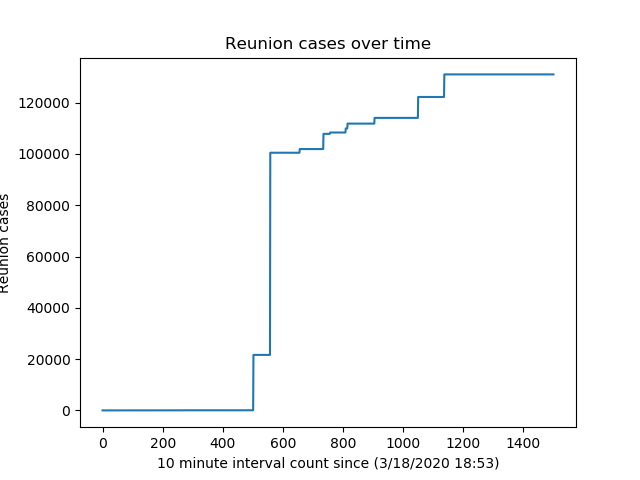 Reunion cases over time
120000
100000
80000
60000
40000
20000
0
Reunion cases
0 200 400 600 800 1000 1200 1400
10 minute interval count since (3/18/2020 18:53)